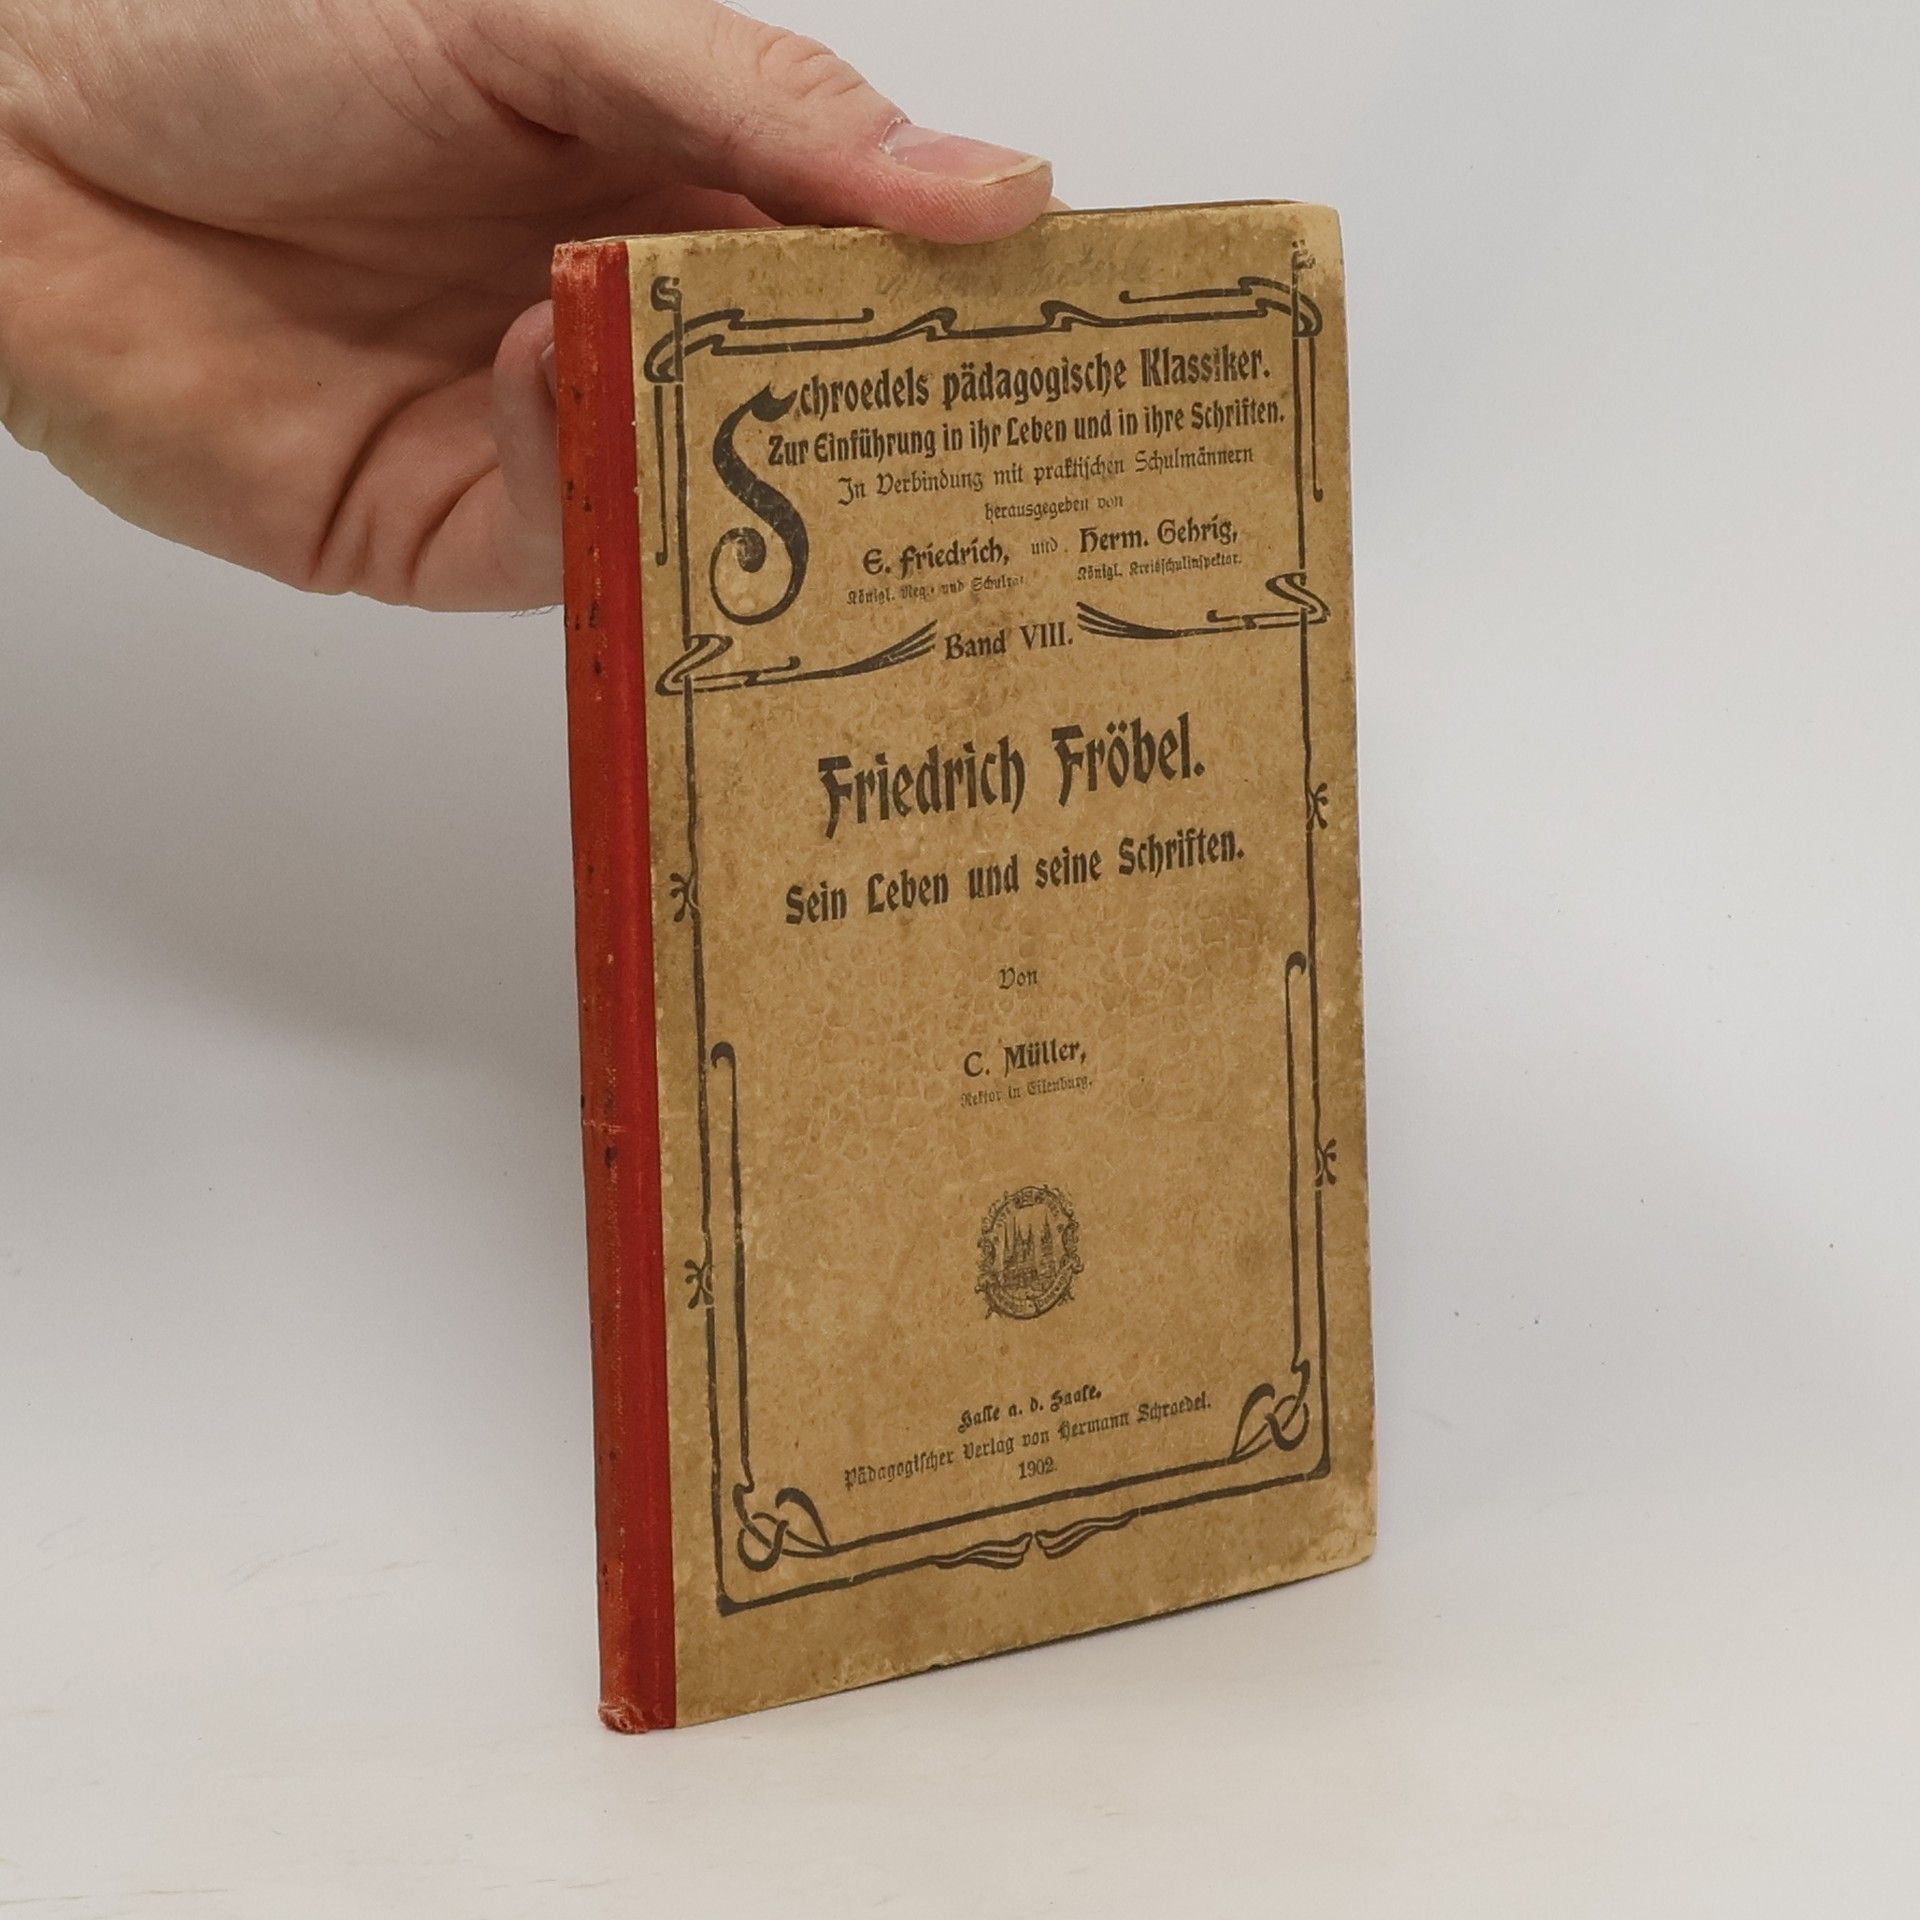 Schroedels pädagogische Klassiker.
Zur Einführung in ihr Leben und in ihre Schriften.
In Verbindung mit praktischen Schulmännern
herausgegeben von
E. Friedrich, und Herm. Gehrig,
Königl. Reg.- und Schulrat Königl. Kreisschulinspektor.
Band VIII.
Friedrich Fröbel.
Sein Leben und seine Schriften.
Von
C. Müller,
Rektor in Eilenburg.
Halle a. d. Saale.
Pädagogischer Verlag von Hermann Schroedel.
1902.